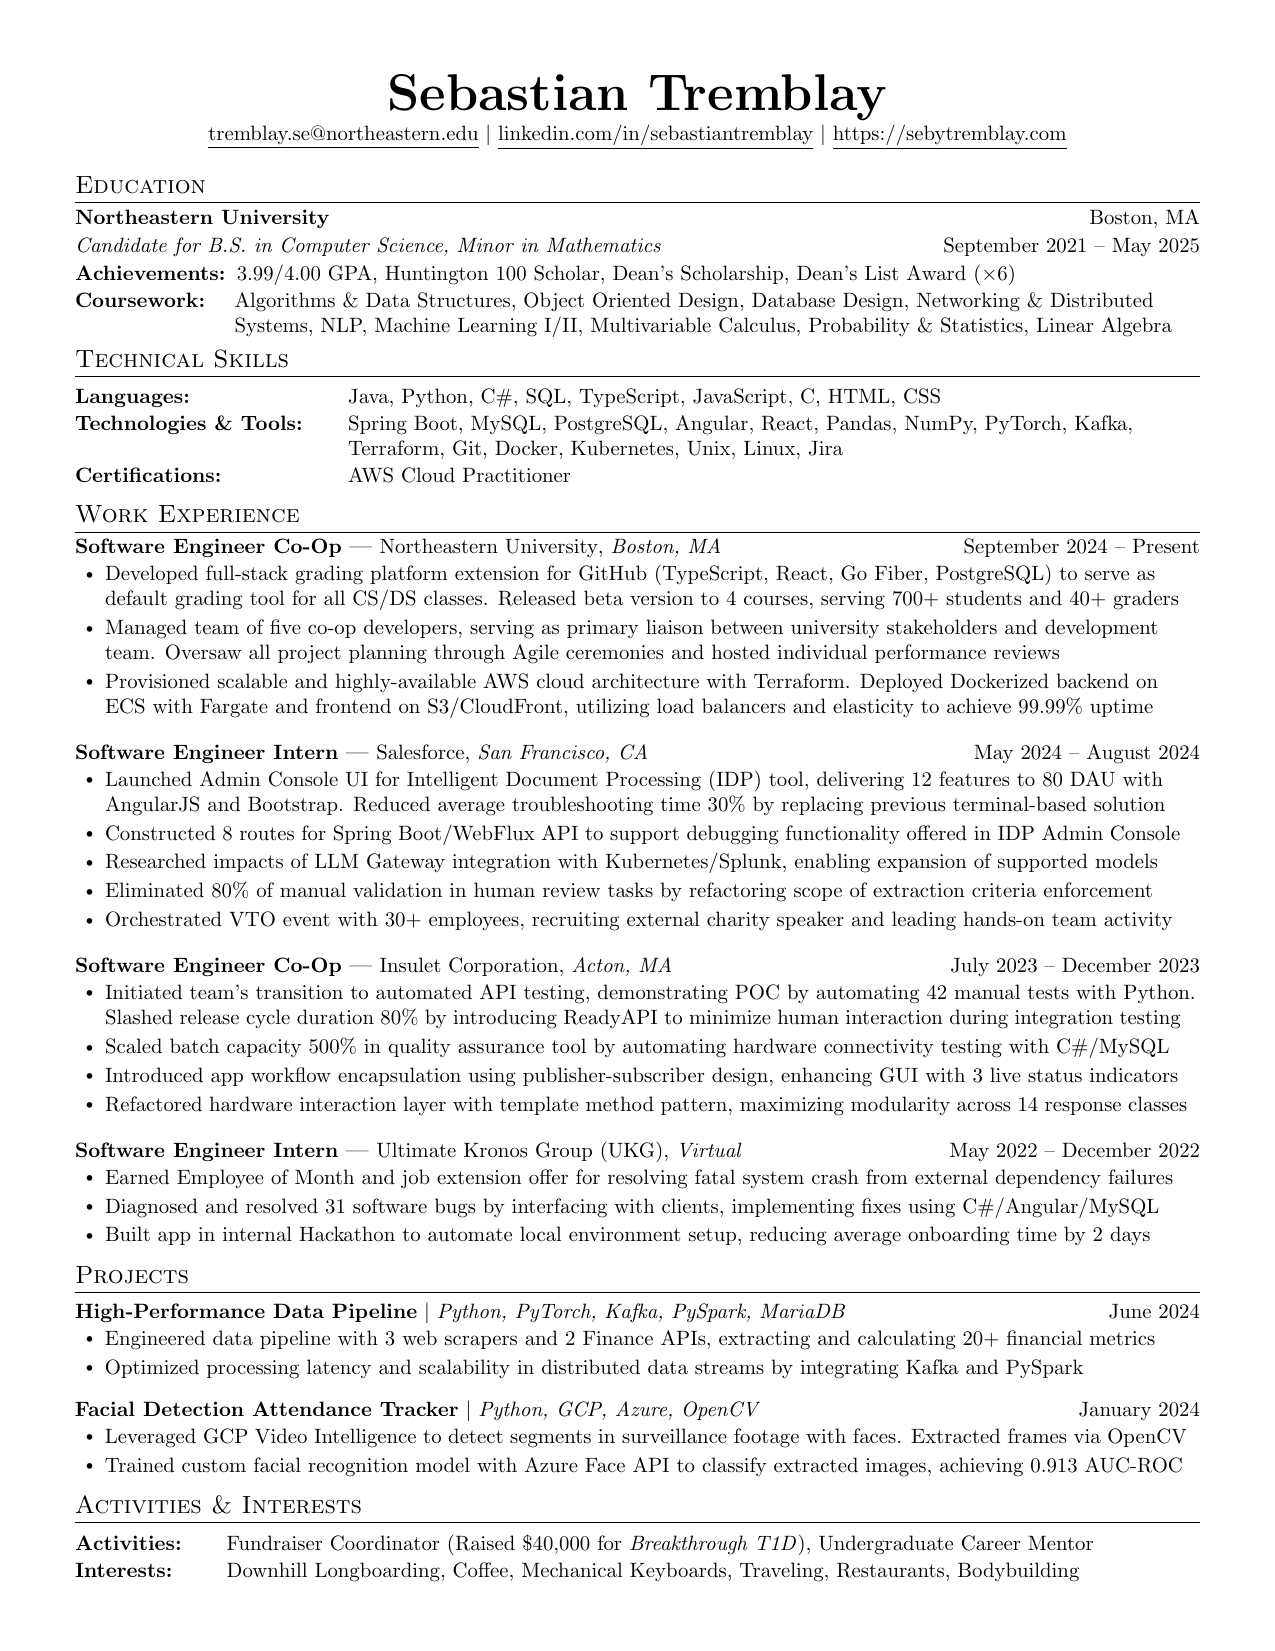 Sebastian Tremblay
tremblay.se@northeastern.edu | linkedin.com/in/sebastiantremblay | https://sebytremblay.com
Education
Northeastern University Boston, MA
Candidate for B.S. in Computer Science, Minor in Mathematics September 2021 – May 2025
Achievements: 3.99/4.00 GPA, Huntington 100 Scholar, Dean's Scholarship, Dean's List Award (×6)
Coursework: Algorithms & Data Structures, Object Oriented Design, Database Design, Networking & Distributed
Systems, NLP, Machine Learning I/II, Multivariable Calculus, Probability & Statistics, Linear Algebra
Technical Skills
Languages: Java, Python, C#, SQL, TypeScript, JavaScript, C, HTML, CSS
Technologies & Tools: Spring Boot, MySQL, PostgreSQL, Angular, React, Pandas, NumPy, PyTorch, Kafka,
Terraform, Git, Docker, Kubernetes, Unix, Linux, Jira
Certifications: AWS Cloud Practitioner
Work Experience
Software Engineer Co-Op — Northeastern University, Boston, MA September 2024 – Present
• Developed full-stack grading platform extension for GitHub (TypeScript, React, Go Fiber, PostgreSQL) to serve as
default grading tool for all CS/DS classes. Released beta version to 4 courses, serving 700+ students and 40+ graders
• Managed team of five co-op developers, serving as primary liaison between university stakeholders and development
team. Oversaw all project planning through Agile ceremonies and hosted individual performance reviews
• Provisioned scalable and highly-available AWS cloud architecture with Terraform. Deployed Dockerized backend on
ECS with Fargate and frontend on S3/CloudFront, utilizing load balancers and elasticity to achieve 99.99% uptime
Software Engineer Intern — Salesforce, San Francisco, CA May 2024 – August 2024
• Launched Admin Console UI for Intelligent Document Processing (IDP) tool, delivering 12 features to 80 DAU with
AngularJS and Bootstrap. Reduced average troubleshooting time 30% by replacing previous terminal-based solution
• Constructed 8 routes for Spring Boot/WebFlux API to support debugging functionality offered in IDP Admin Console
• Researched impacts of LLM Gateway integration with Kubernetes/Splunk, enabling expansion of supported models
• Eliminated 80% of manual validation in human review tasks by refactoring scope of extraction criteria enforcement
• Orchestrated VTO event with 30+ employees, recruiting external charity speaker and leading hands-on team activity
Software Engineer Co-Op — Insulet Corporation, Acton, MA July 2023 – December 2023
• Initiated team's transition to automated API testing, demonstrating POC by automating 42 manual tests with Python.
Slashed release cycle duration 80% by introducing ReadyAPI to minimize human interaction during integration testing
• Scaled batch capacity 500% in quality assurance tool by automating hardware connectivity testing with C#/MySQL
• Introduced app workflow encapsulation using publisher-subscriber design, enhancing GUI with 3 live status indicators
• Refactored hardware interaction layer with template method pattern, maximizing modularity across 14 response classes
Software Engineer Intern — Ultimate Kronos Group (UKG), Virtual May 2022 – December 2022
• Earned Employee of Month and job extension offer for resolving fatal system crash from external dependency failures
• Diagnosed and resolved 31 software bugs by interfacing with clients, implementing fixes using C#/Angular/MySQL
• Built app in internal Hackathon to automate local environment setup, reducing average onboarding time by 2 days
Projects
High-Performance Data Pipeline | Python, PyTorch, Kafka, PySpark, MariaDB June 2024
• Engineered data pipeline with 3 web scrapers and 2 Finance APIs, extracting and calculating 20+ financial metrics
• Optimized processing latency and scalability in distributed data streams by integrating Kafka and PySpark
Facial Detection Attendance Tracker | Python, GCP, Azure, OpenCV January 2024
• Leveraged GCP Video Intelligence to detect segments in surveillance footage with faces. Extracted frames via OpenCV
• Trained custom facial recognition model with Azure Face API to classify extracted images, achieving 0.913 AUC-ROC
Activities & Interests
Activities: Fundraiser Coordinator (Raised $40,000 for Breakthrough T1D), Undergraduate Career Mentor
Interests: Downhill Longboarding, Coffee, Mechanical Keyboards, Traveling, Restaurants, Bodybuilding